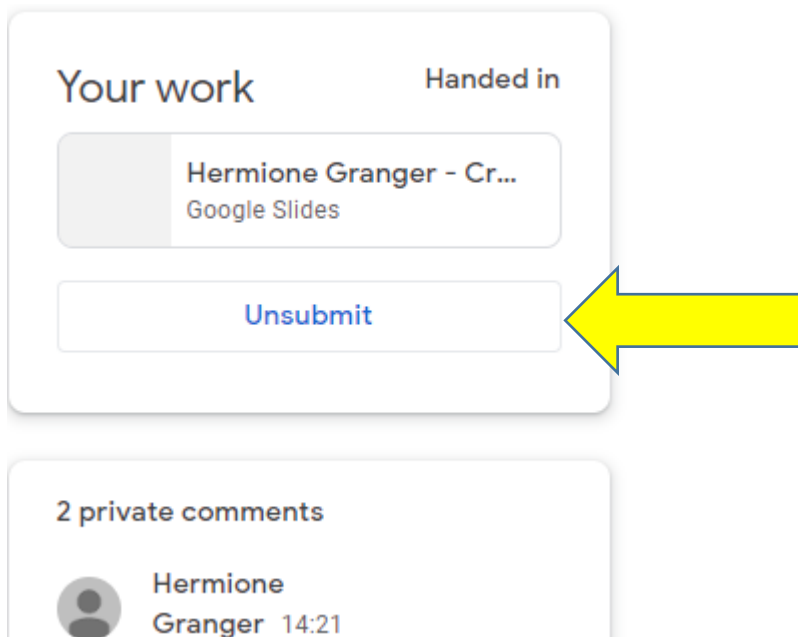 Your work
Handed in
Hermione Granger - Cr...
Google Slides
Unsubmit
2 private comments
Hermione
Granger 14:21